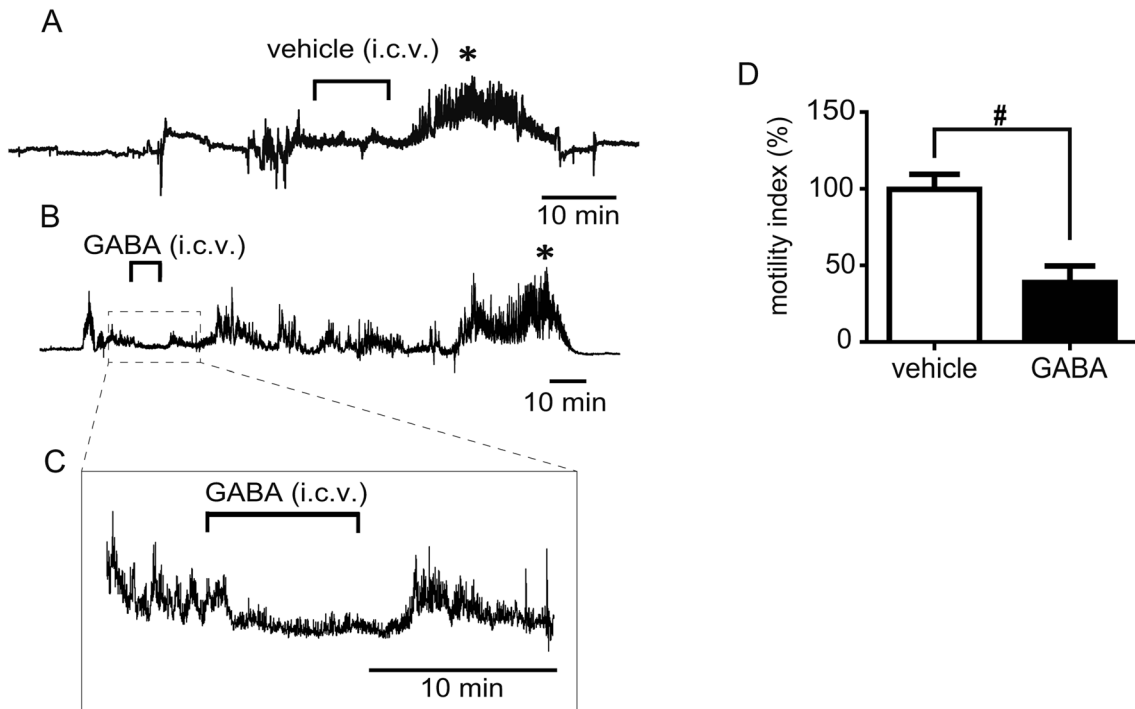 A
vehicle (i.c.v.)
*
10 min
B
GABA (i.c.v.)
*
10 min
C
GABA (i.c.v.)
10 min
D
#
motility index (%)
150
100
50
0
vehicle GABA